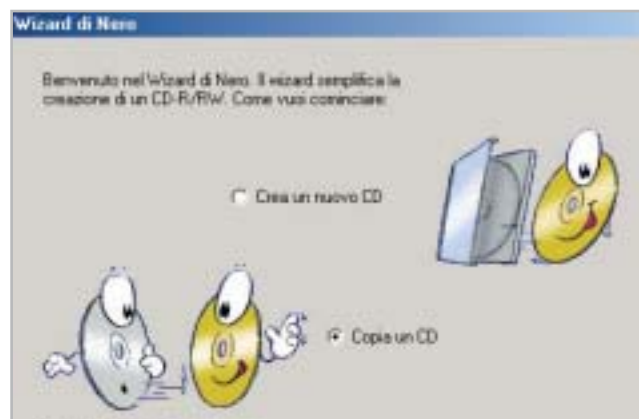 Wizard di Nero
Benvenuto nel Wizard di Nero. Il wizard semplifica la
creazione di un CD-R/RW. Come vuoi cominciare:
Crea un nuovo CD
Copia un CD